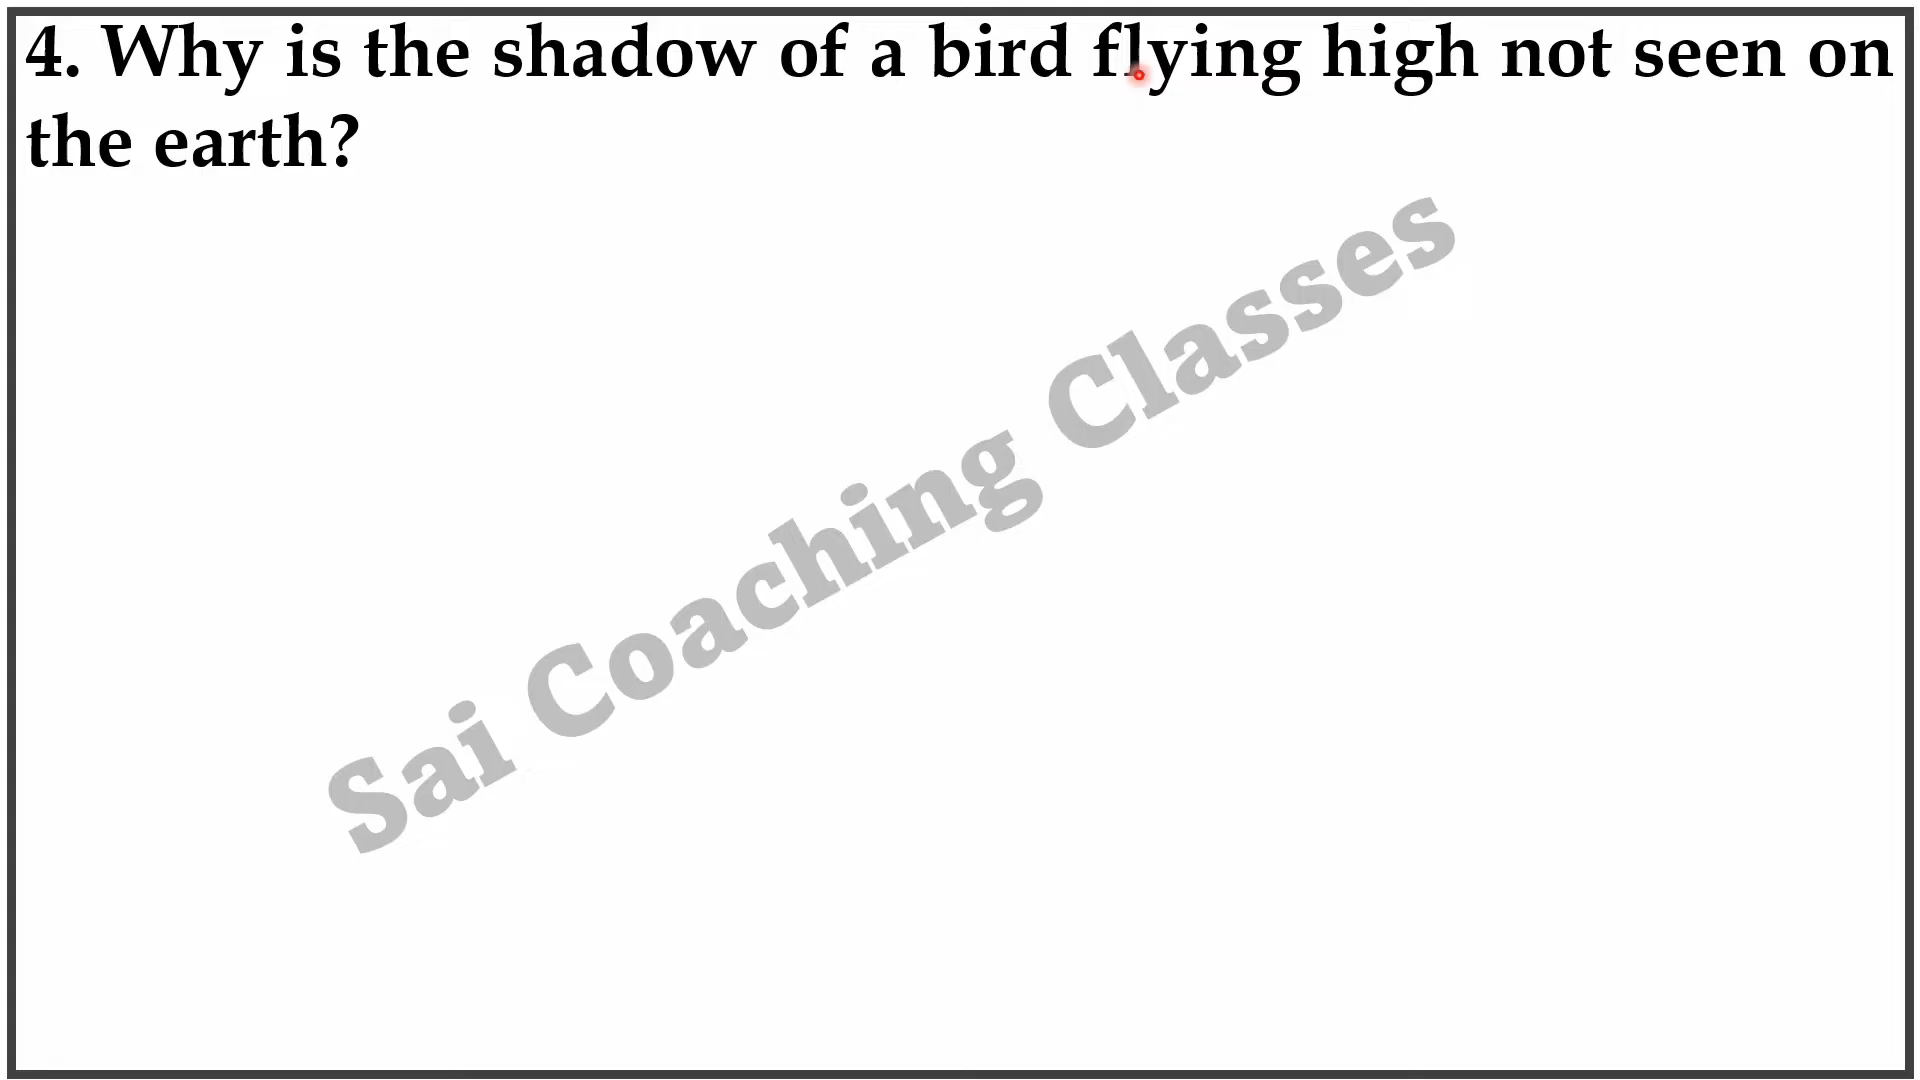 4. Why is the shadow of a bird flying high not seen on
the earth?
Sai Coaching Classes